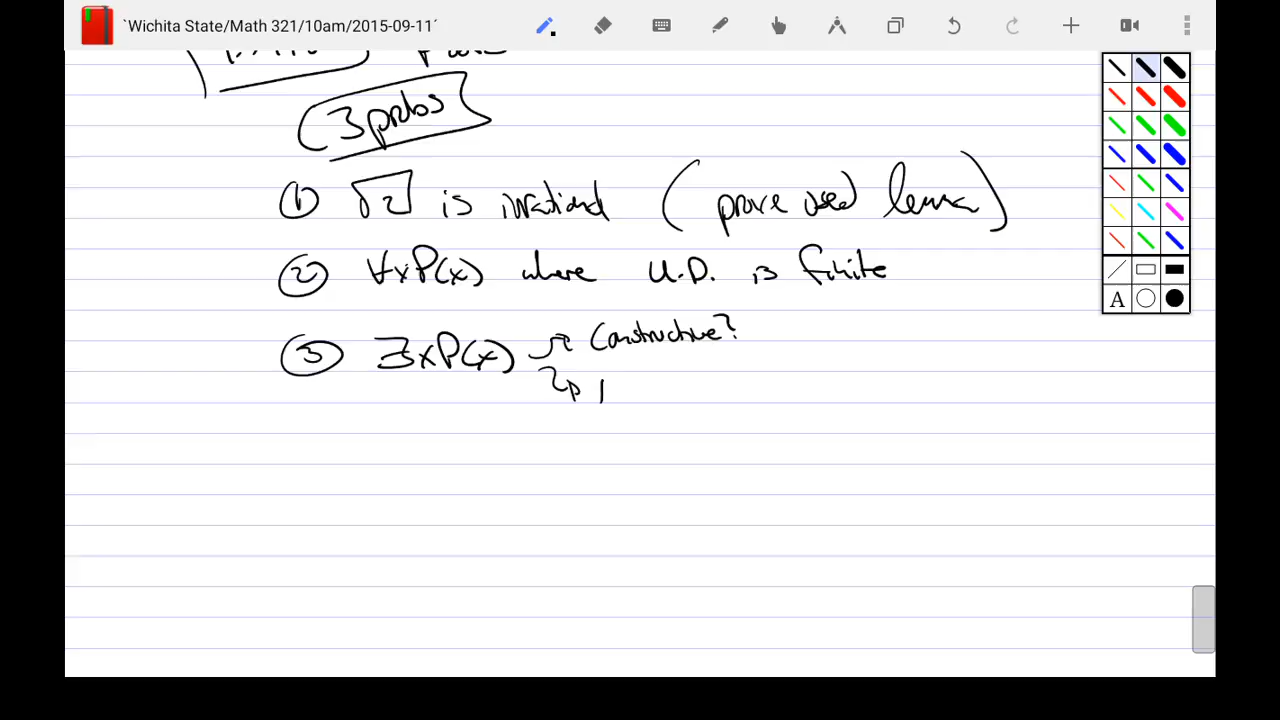 `Wichita State/Math 321/10am/2015-09-11´
3 probs
① √2 is irrational (prove used lemma)
② ∀xP(x) where U.D. is finite
③ ∃xP(x) → Constructive?
A